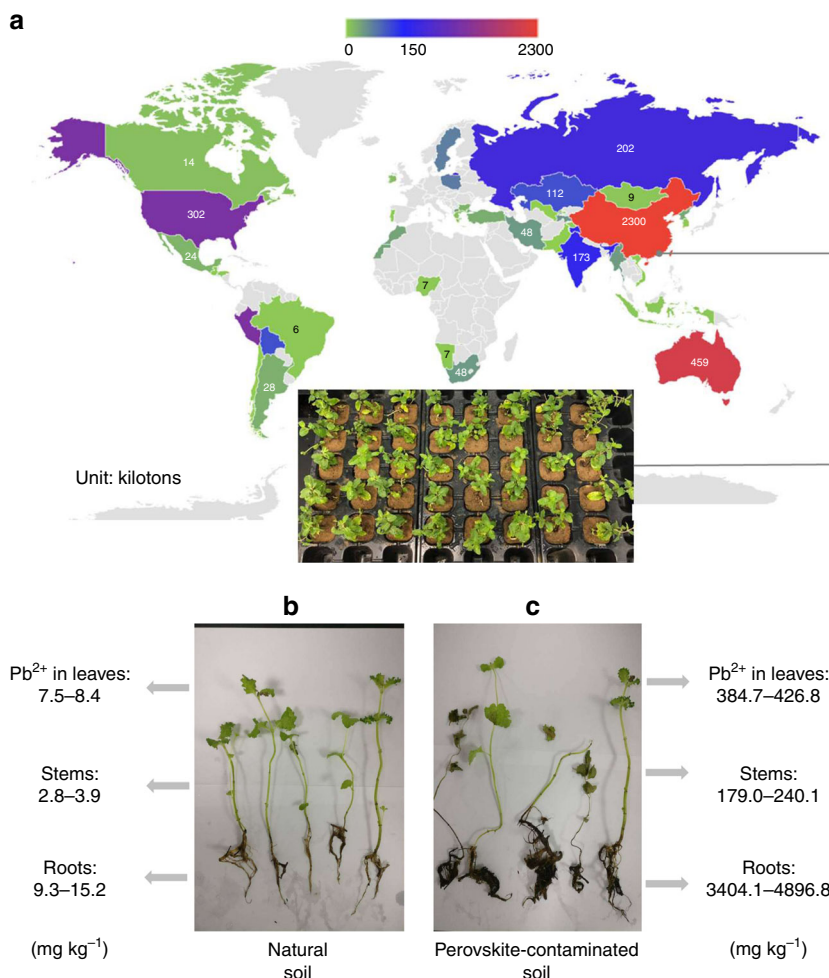 a
0 150 2300
14
302
24
6
28
7
7
48
48
202
112
9
2300
173
459
Unit: kilotons
b
Pb2+ in leaves:
7.5–8.4
Stems:
2.8–3.9
Roots:
9.3–15.2
(mg kg–1)
Natural
soil
c
Pb2+ in leaves:
384.7–426.8
Stems:
179.0–240.1
Roots:
3404.1–4896.8
(mg kg–1)
Perovskite-contaminated
soil